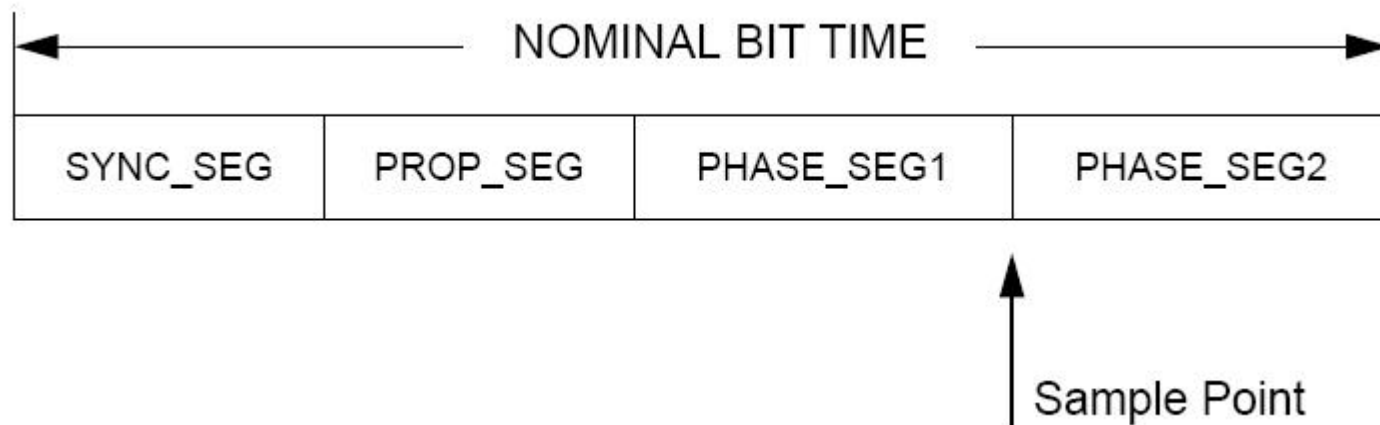 NOMINAL BIT TIME
SYNC_SEG PROP_SEG PHASE_SEG1 PHASE_SEG2
Sample Point